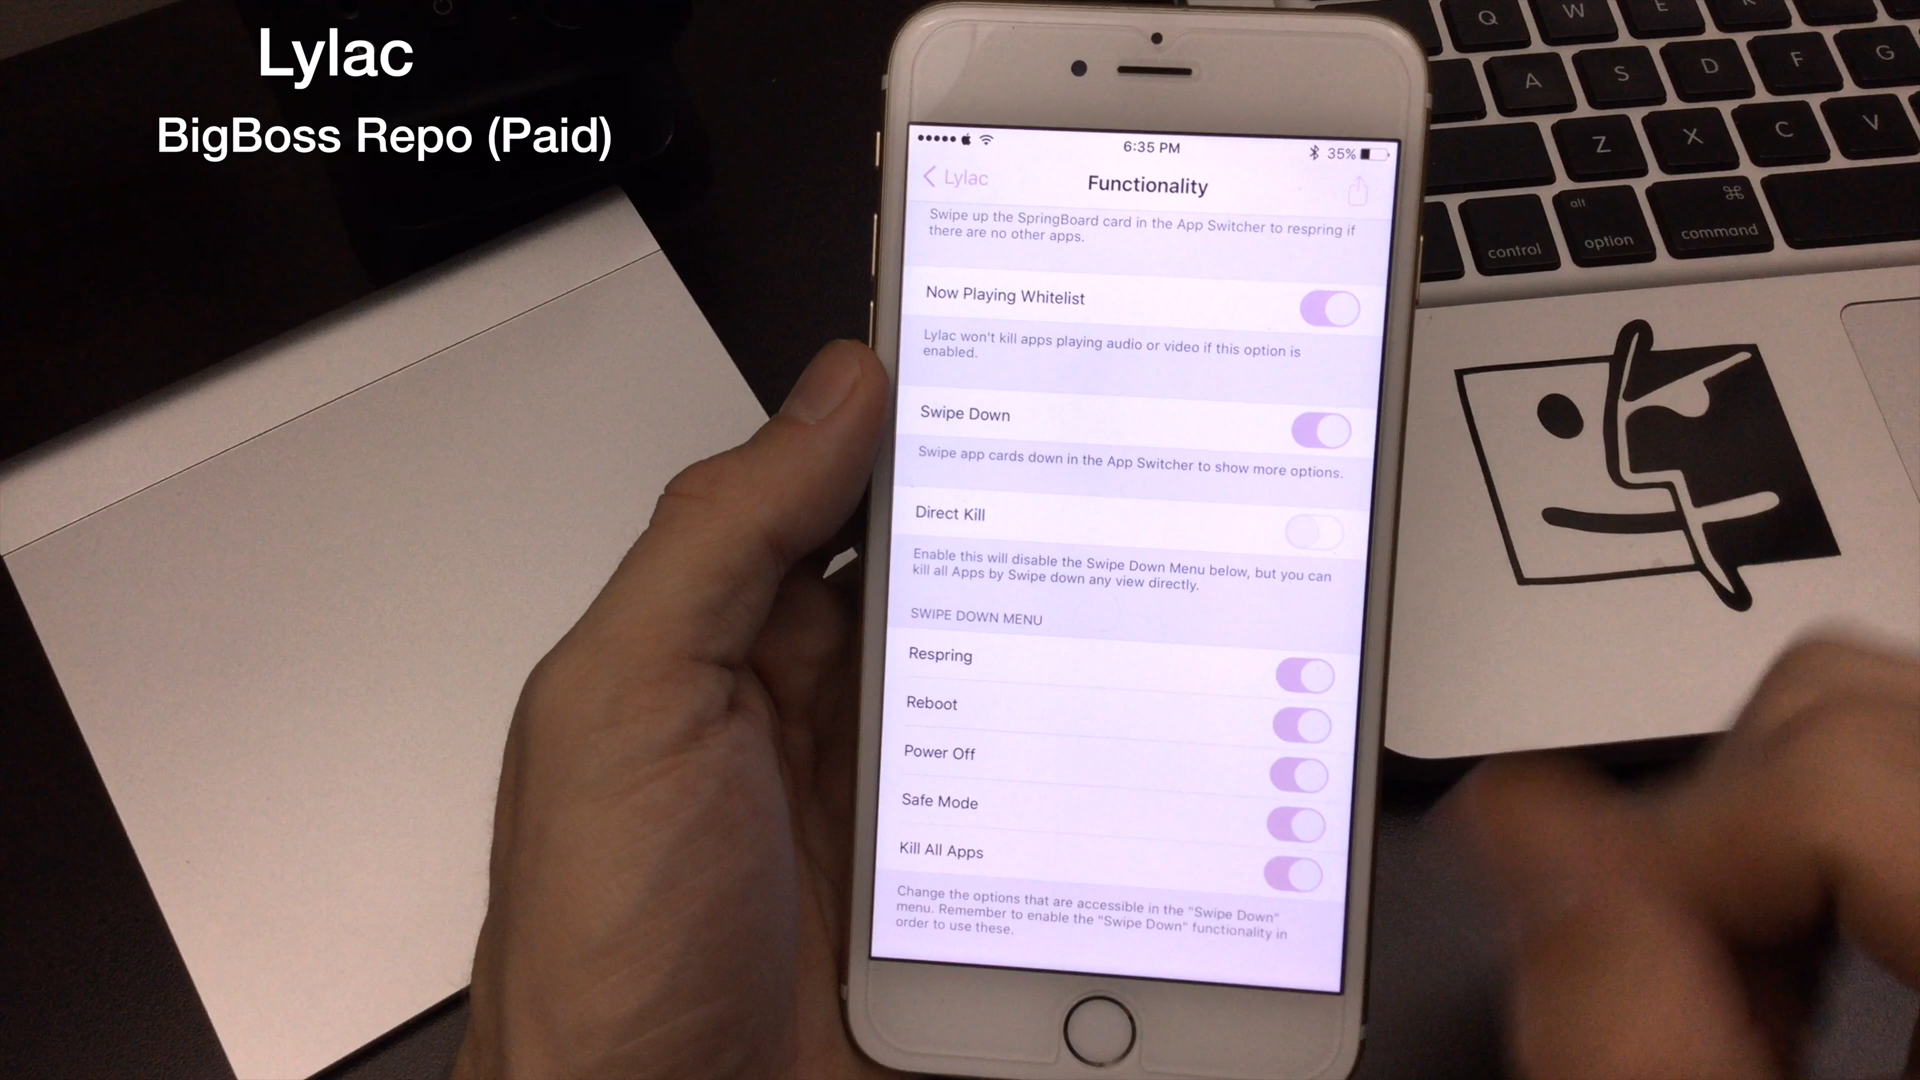 Lylac
BigBoss Repo (Paid)
6:35 PM
35%
Lylac
Functionality
Swipe up the SpringBoard card in the App Switcher to respring if
there are no other apps.
Now Playing Whitelist
Lylac won't kill apps playing audio or video if this option is
enabled.
Swipe Down
Swipe app cards down in the App Switcher to show more options.
Direct Kill
Enable this will disable the Swipe Down Menu below, but you can
kill all Apps by Swipe down any view directly.
SWIPE DOWN MENU
Respring
Reboot
Power Off
Safe Mode
Kill All Apps
Change the options that are accessible in the "Swipe Down"
menu. Remember to enable the "Swipe Down" functionality in
order to use these.
Q W E
A S D F G
Z X C V
control
alt
option
⌘
command